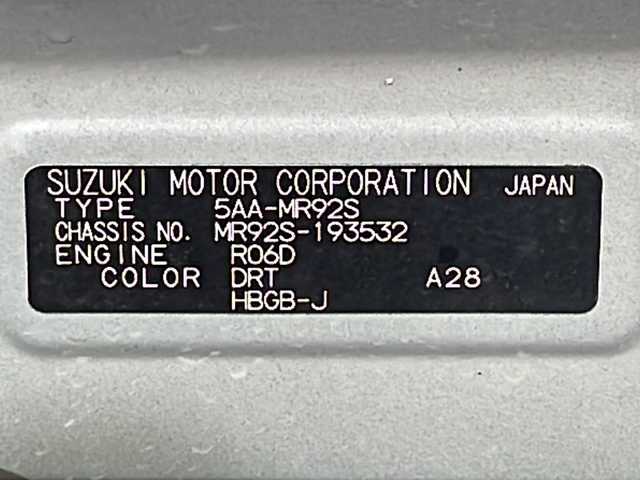 SUZUKI MOTOR CORPORATION JAPAN
TYPE 5AA-MR92S
CHASSIS NO. MR92S-193532
ENGINE R06D
COLOR DRT A28
HBGB-J